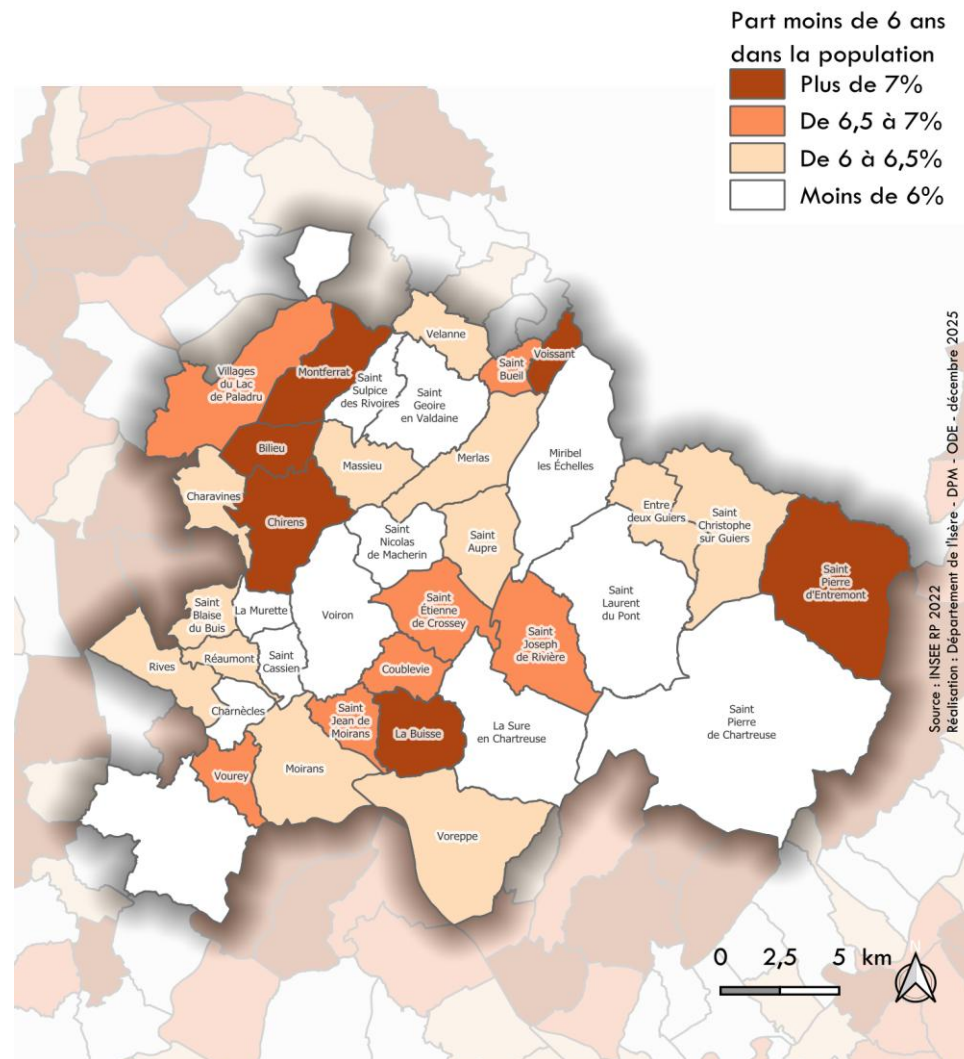 Part moins de 6 ans
dans la population
Plus de 7%
De 6,5 à 7%
De 6 à 6,5%
Moins de 6%
Velanne
Saint
Bueil
Voissant
Villages
du Lac
de Paladru
Montferrat
Saint
Sulpice
des Rivoires
Saint
Geoire
en Valdaine
Bilieu
Massieu
Merlas
Miribel
les Échelles
Charavines
Chirens
Entre
deux Guiers
Saint
Christophe
sur Guiers
Saint
Nicolas
de Macherin
Saint
Aupre
Saint
Pierre
d'Entremont
Saint
Blaise
du Buis
La Murette
Voiron
Saint
Étienne
de Crossey
Saint
Laurent
du Pont
Saint
Joseph
de Rivière
Rives
Réaumont
Saint
Cassien
Coublevie
Charnècles
Saint
Jean de
Moirans
La Buisse
La Sure
en Chartreuse
Saint
Pierre
de Chartreuse
Vourey
Moirans
Voreppe
Source : INSEE RP 2022
Réalisation : Département de l'Isère - DPM - ODE - décembre 2025
0 2,5 5 km
N